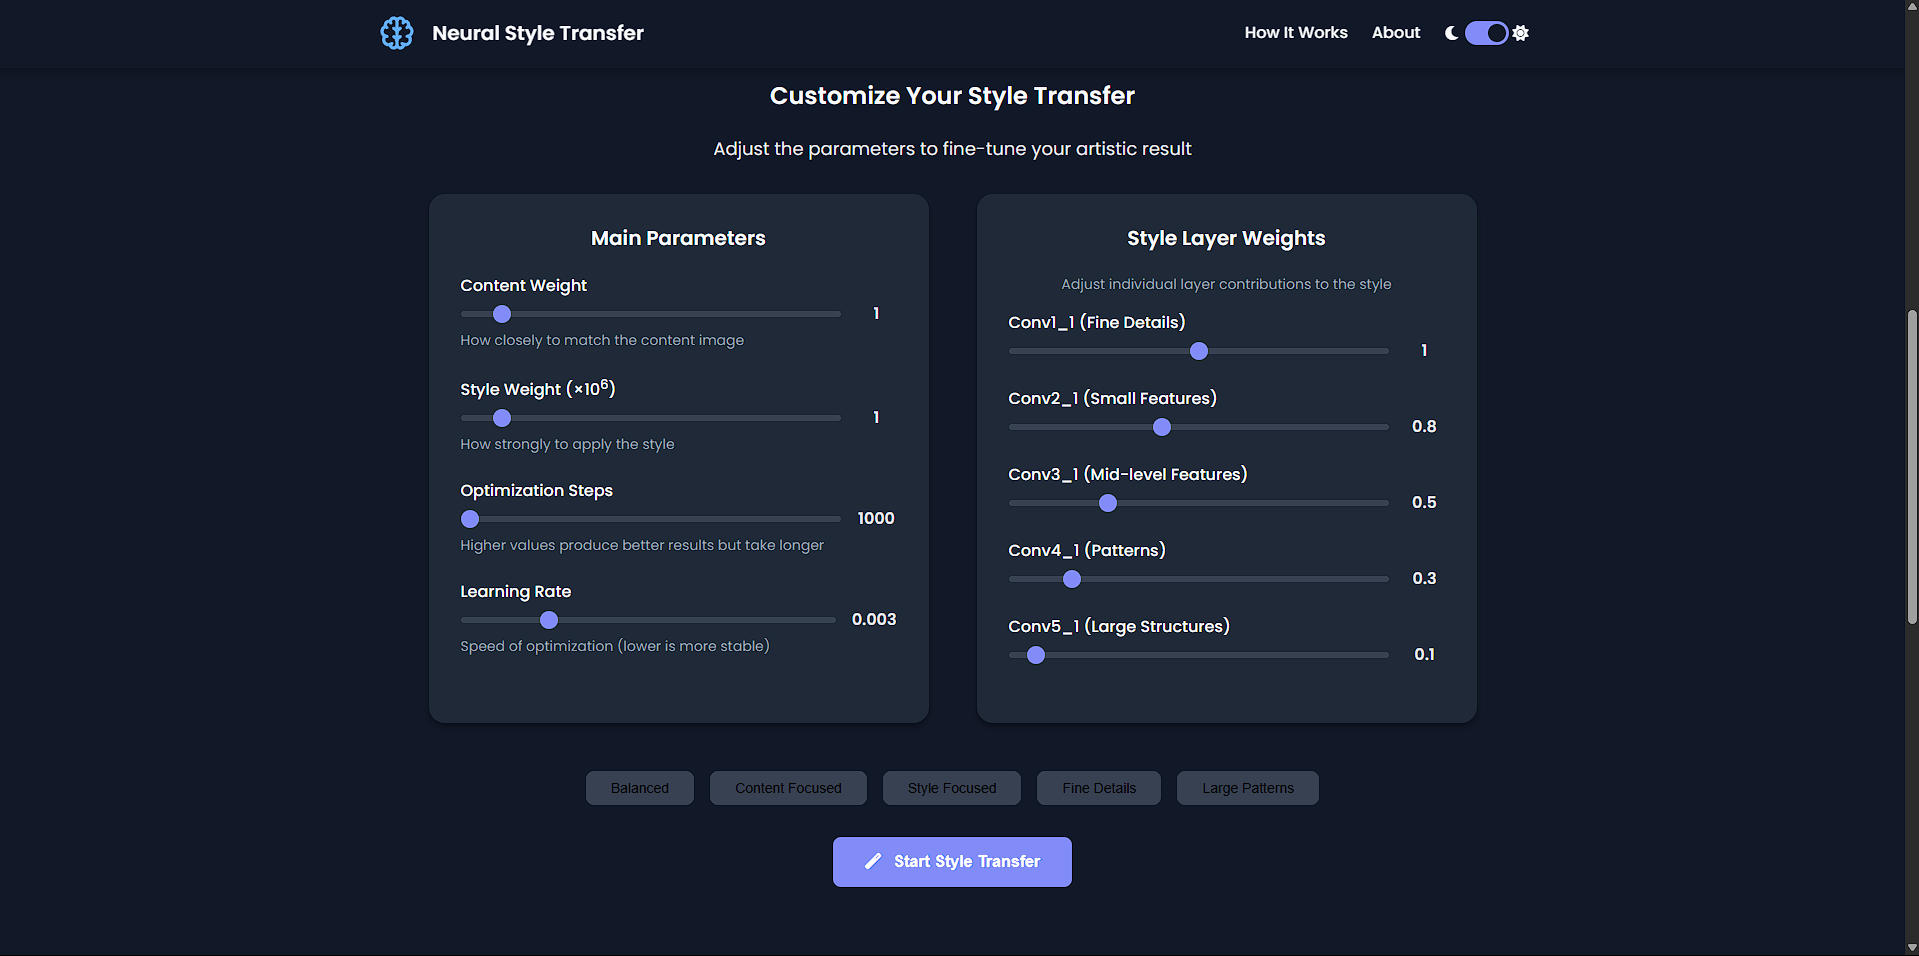 Neural Style Transfer
How It Works
About
Customize Your Style Transfer
Adjust the parameters to fine-tune your artistic result
Main Parameters
Content Weight
1
How closely to match the content image
Style Weight (×10⁶)
1
How strongly to apply the style
Optimization Steps
1000
Higher values produce better results but take longer
Learning Rate
0.003
Speed of optimization (lower is more stable)
Style Layer Weights
Adjust individual layer contributions to the style
Conv1_1 (Fine Details)
1
Conv2_1 (Small Features)
0.8
Conv3_1 (Mid-level Features)
0.5
Conv4_1 (Patterns)
0.3
Conv5_1 (Large Structures)
0.1
Balanced
Content Focused
Style Focused
Fine Details
Large Patterns
Start Style Transfer